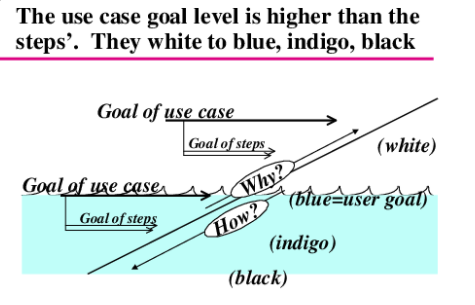 The use case goal level is higher than the
steps’. They white to blue, indigo, black
Goal of use case
Goal of steps
(white)
Why?
Goal of use case
(blue=user goal)
Goal of steps
How?
(indigo)
(black)